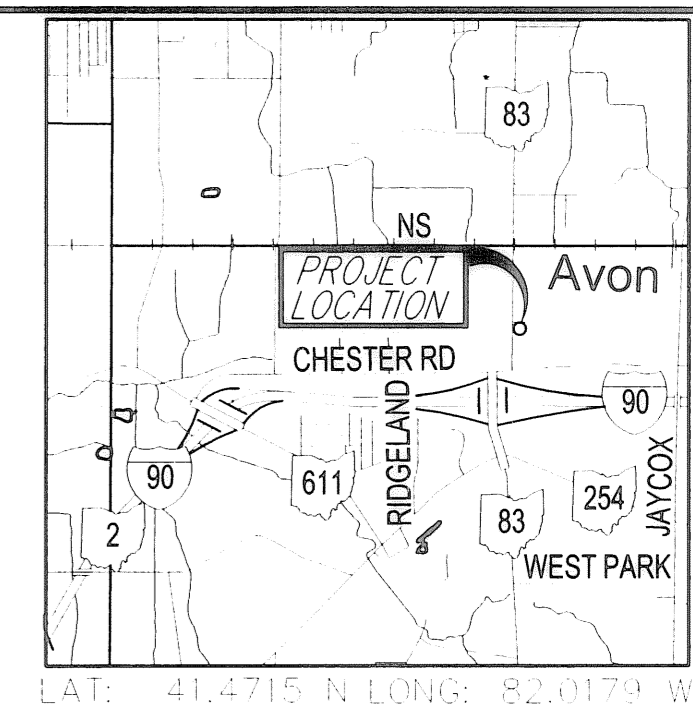 83
NS
PROJECT
LOCATION
Avon
CHESTER RD
RIDGELAND
90
90
611
83
254
JAYCOX
2
WEST PARK
LAT: 41.4715 N LONG: 82.0179 W